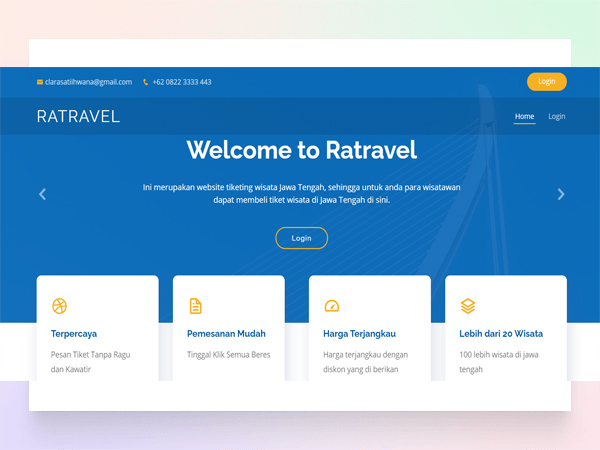 clarasatiihwana@gmail.com +62 0822 3333 443 Login
RATRAVEL Home Login
Welcome to Ratravel
Ini merupakan website tiketing wisata Jawa Tengah, sehingga untuk anda para wisatawan
dapat membeli tiket wisata di Jawa Tengah di sini.
Login
Terpercaya
Pesan Tiket Tanpa Ragu
dan Kawatir
Pemesanan Mudah
Tinggal Klik Semua Beres
Harga Terjangkau
Harga terjangkau dengan
diskon yang di berikan
Lebih dari 20 Wisata
100 lebih wisata di jawa
tengah